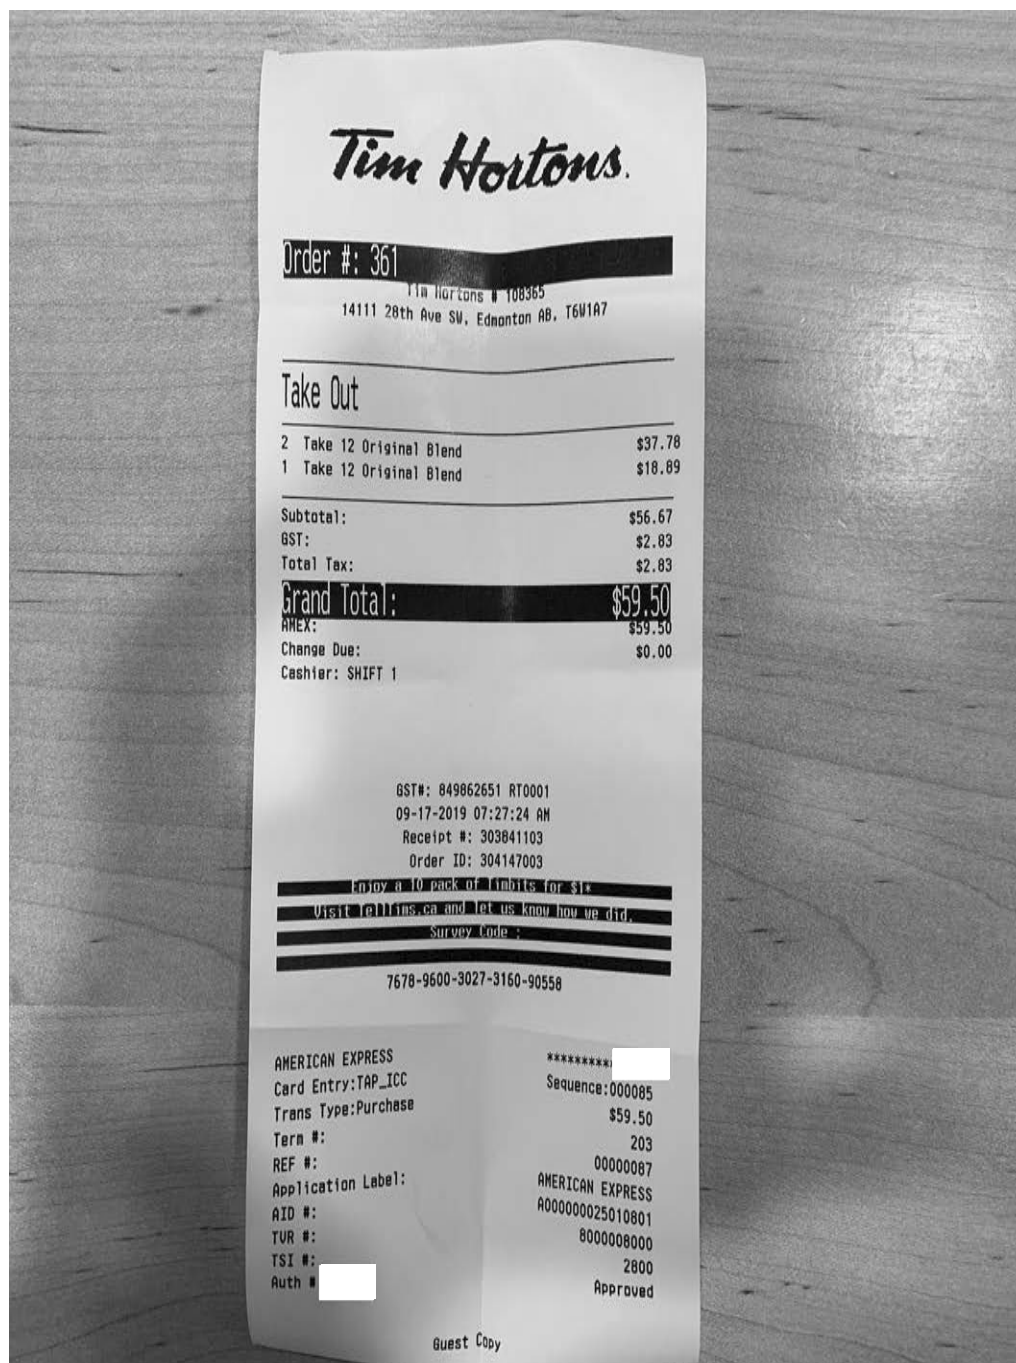 Tim Hortons.
Order #: 361
Tim Hortons # 108365
14111 28th Ave SW, Edmonton AB, T6W1A7
Take Out
2 Take 12 Original Blend $37.78
1 Take 12 Original Blend $18.89
Subtotal: $56.67
GST: $2.83
Total Tax: $2.83
Grand Total: $59.50
AMEX: $59.50
Change Due: $0.00
Cashier: SHIFT 1
GST#: 849862651 RT0001
09-17-2019 07:27:24 AM
Receipt #: 303841103
Order ID: 304147003
Enjoy a 10 pack of Timbits for $1*
Visit TellTims.ca and let us know how we did.
Survey Code :
7678-9600-3027-3160-90558
AMERICAN EXPRESS **********
Card Entry:TAP_ICC Sequence:000085
Trans Type:Purchase $59.50
Term #: 203
REF #: 00000087
Application Label: AMERICAN EXPRESS
AID #: A000000025010801
TVR #: 8000008000
TSI #: 2800
Auth # Approved
Guest Copy